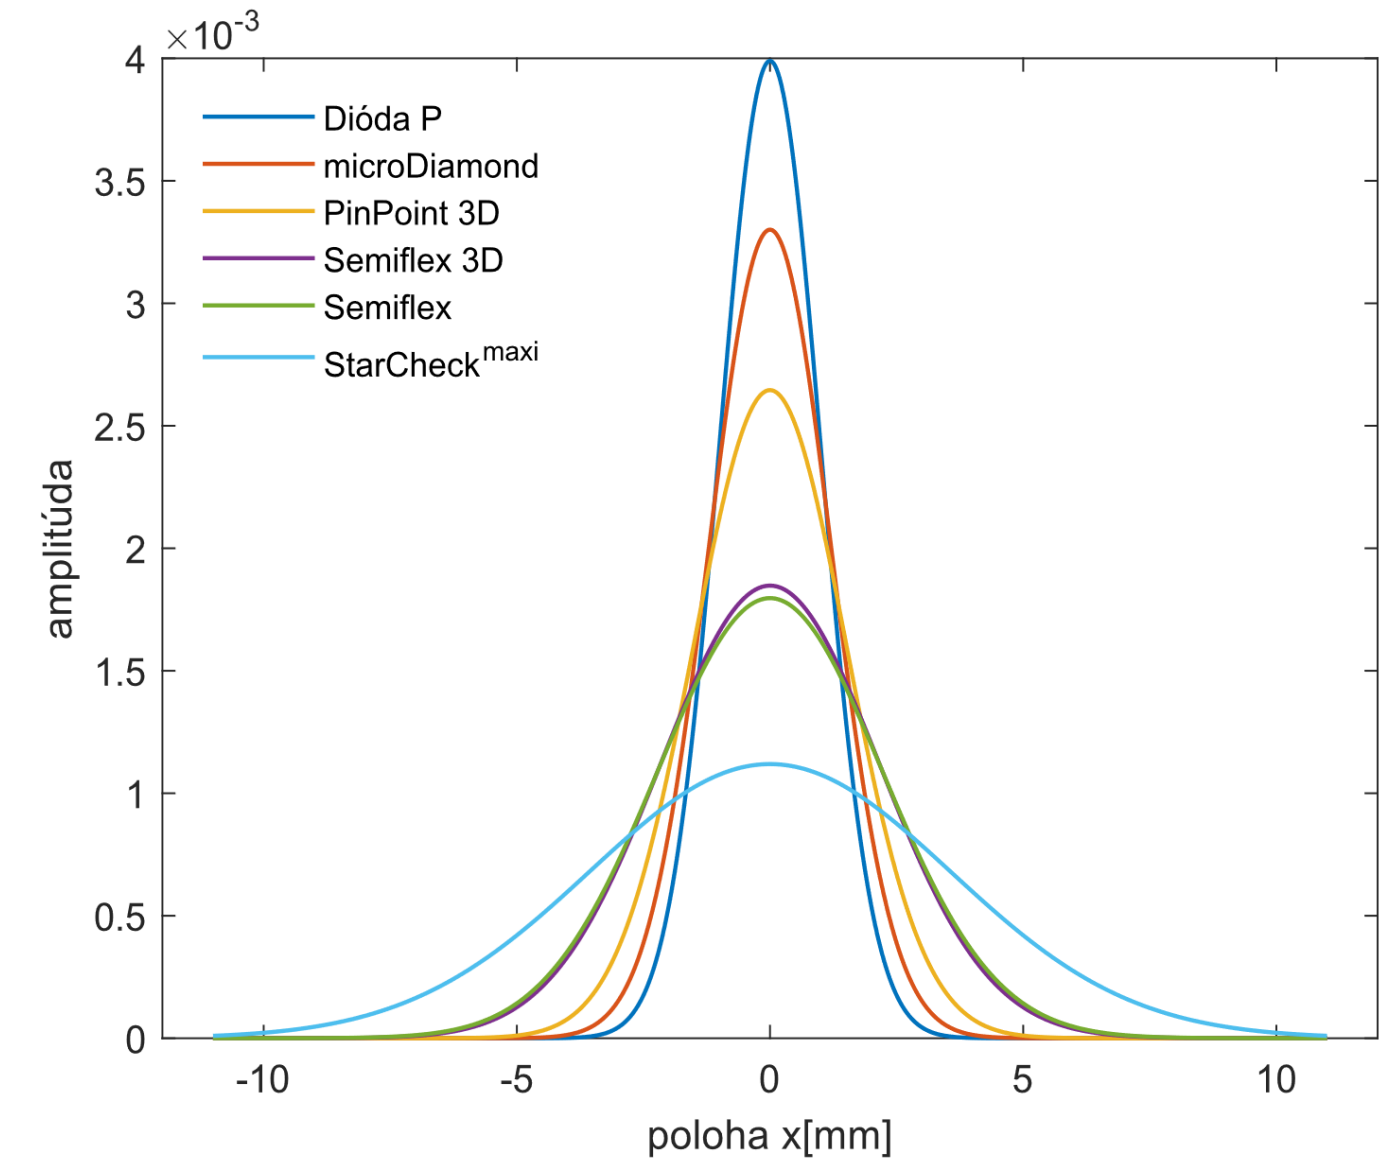 ×10⁻³
4
3.5
3
2.5
2
1.5
1
0.5
0
amplitúda
Dióda P
microDiamond
PinPoint 3D
Semiflex 3D
Semiflex
StarCheckᵐᵃˣⁱ
-10
-5
0
5
10
poloha x[mm]